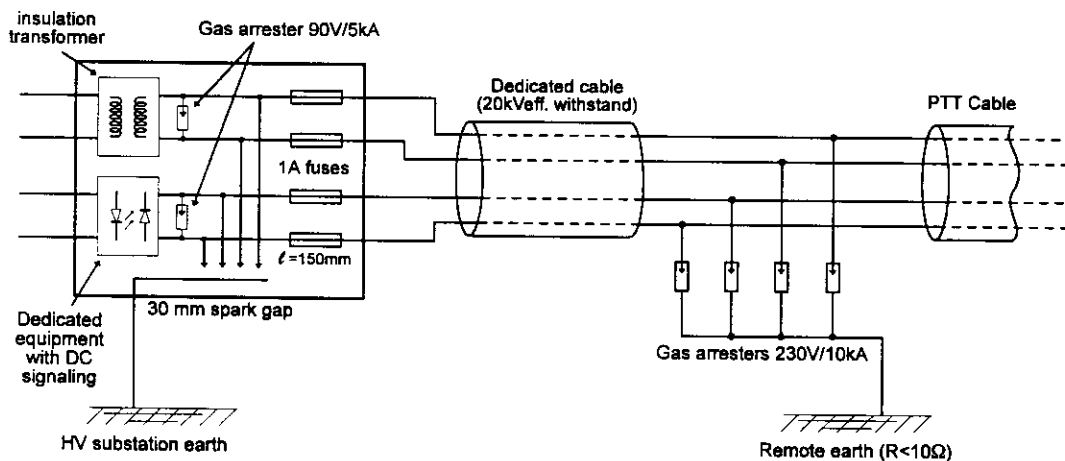 insulation
transformer
Gas arrester 90V/5kA
Dedicated cable
(20kVeff. withstand)
PTT Cable
1A fuses
ℓ =150mm
30 mm spark gap
Dedicated
equipment
with DC
signaling
Gas arresters 230V/10kA
HV substation earth
Remote earth (R<10Ω)